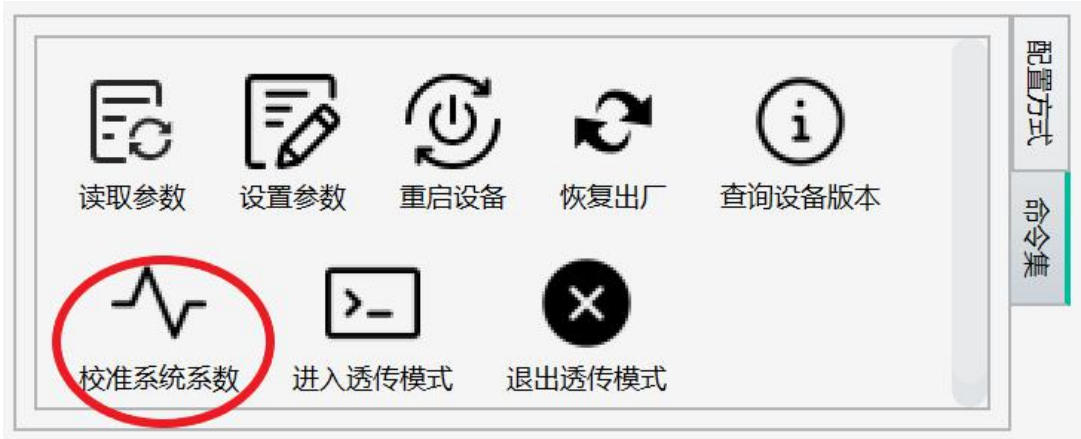 读取参数
设置参数
重启设备
恢复出厂
查询设备版本
校准系统系数
进入透传模式
退出透传模式
配置方式
命令集